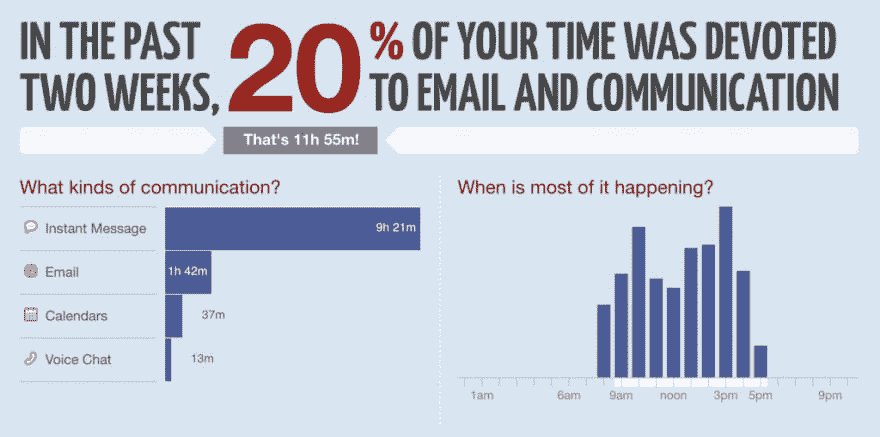 IN THE PAST
TWO WEEKS, 20% OF YOUR TIME WAS DEVOTED
TO EMAIL AND COMMUNICATION
That's 11h 55m!
What kinds of communication?
Instant Message 9h 21m
Email 1h 42m
Calendars 37m
Voice Chat 13m
When is most of it happening?
1am 6am 9am noon 3pm 5pm 9pm